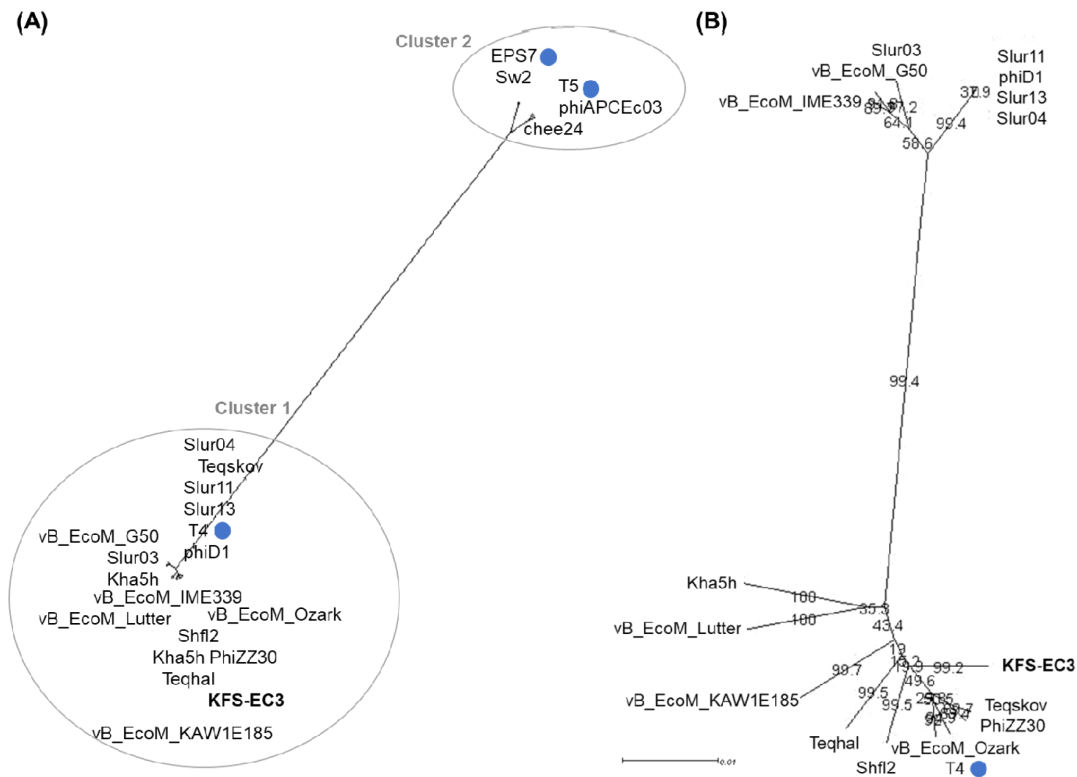 (A)
Cluster 2
EPS7
Sw2
T5
phiAPCEc03
chee24
Cluster 1
Slur04
Teqskov
Slur11
Slur13
T4
vB_EcoM_G50
phiD1
Slur03
Kha5h
vB_EcoM_IME339
vB_EcoM_Lutter
vB_EcoM_Ozark
Shfl2
Kha5h PhiZZ30
Teqhal
KFS-EC3
vB_EcoM_KAW1E185
(B)
Slur03
vB_EcoM_G50
vB_EcoM_IME339
Slur11
phiD1
Slur13
Slur04
64.1
99.4
58.6
99.4
Kha5h
100
35.3
100
vB_EcoM_Lutter
43.4
99.2
KFS-EC3
99.7
49.6
99.5
99.5
vB_EcoM_KAW1E185
Teqskov
PhiZZ30
Teqhal
vB_EcoM_Ozark
Shfl2
T4
0.01